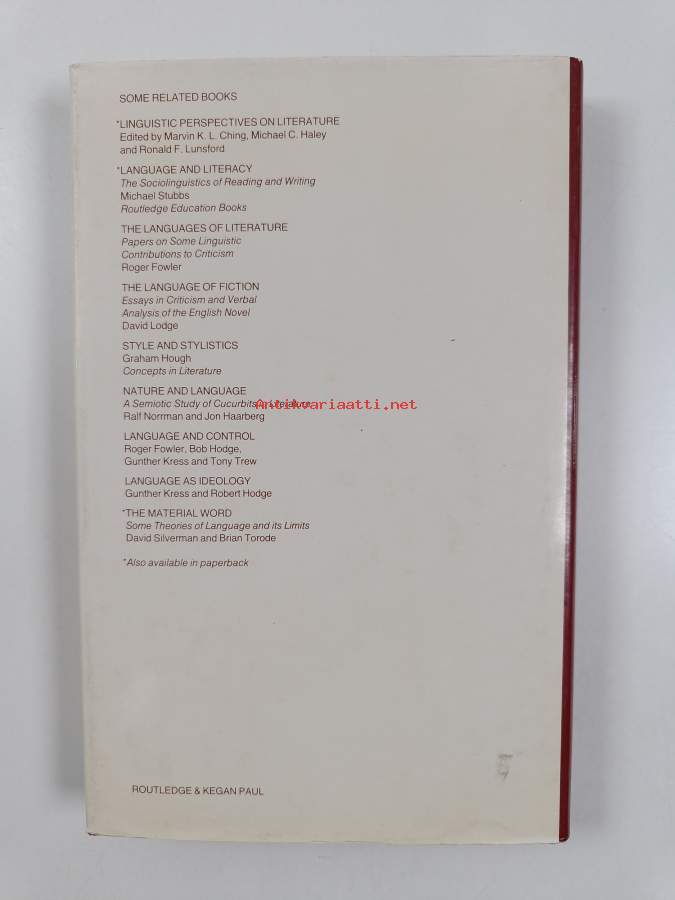 SOME RELATED BOOKS
*LINGUISTIC PERSPECTIVES ON LITERATURE
Edited by Marvin K. L. Ching, Michael C. Haley
and Ronald F. Lunsford
*LANGUAGE AND LITERACY
The Sociolinguistics of Reading and Writing
Michael Stubbs
Routledge Education Books
THE LANGUAGES OF LITERATURE
Papers on Some Linguistic
Contributions to Criticism
Roger Fowler
THE LANGUAGE OF FICTION
Essays in Criticism and Verbal
Analysis of the English Novel
David Lodge
STYLE AND STYLISTICS
Graham Hough
Concepts in Literature
NATURE AND LANGUAGE
A Semiotic Study of Cucurbits in Literature
Antikvariaatti.net
Ralf Norrman and Jon Haarberg
LANGUAGE AND CONTROL
Roger Fowler, Bob Hodge,
Gunther Kress and Tony Trew
LANGUAGE AS IDEOLOGY
Gunther Kress and Robert Hodge
*THE MATERIAL WORD
Some Theories of Language and its Limits
David Silverman and Brian Torode
*Also available in paperback
ROUTLEDGE & KEGAN PAUL